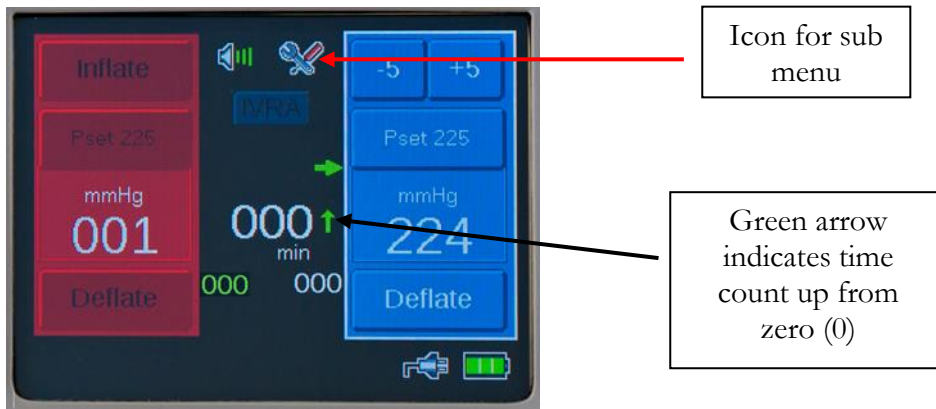 Inflate
Pset 225
mmHg
001
Deflate
IVRA
000
min
000
000
-5
+5
Pset 225
mmHg
224
Deflate
Icon for sub
menu
Green arrow
indicates time
count up from
zero (0)